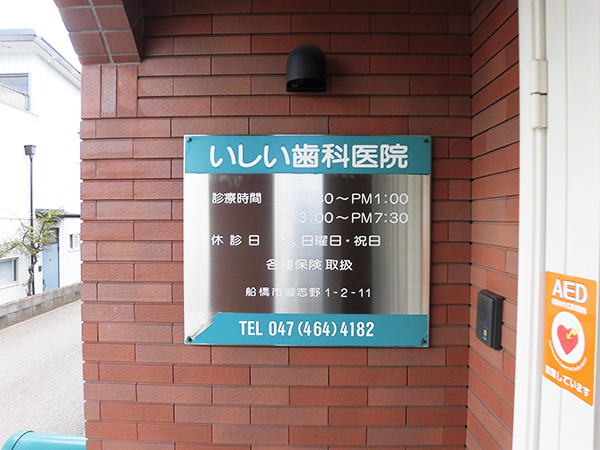 いしい歯科医院
診療時間 :30～PM1:00
3:00～PM7:30
休診日 日曜日・祝日
各種保険取扱
船橋市習志野1-2-11
TEL 047(464)4182
AED
設置しています